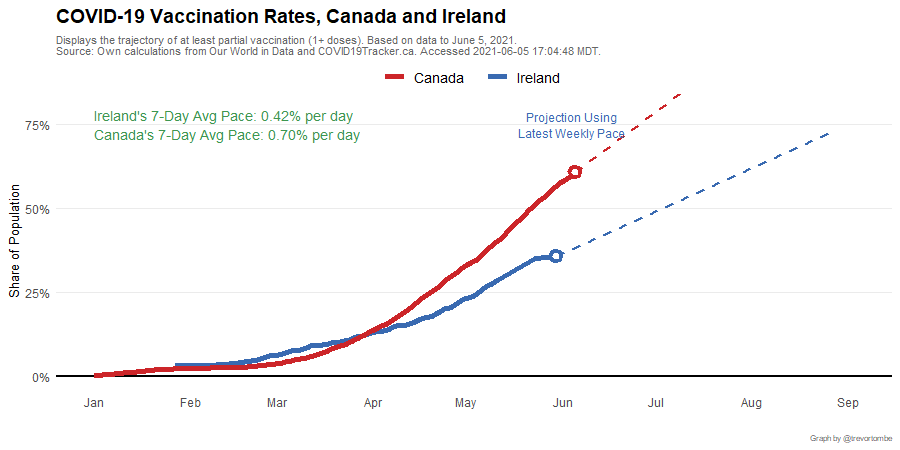 COVID-19 Vaccination Rates, Canada and Ireland
Displays the trajectory of at least partial vaccination (1+ doses). Based on data to June 5, 2021.
Source: Own calculations from Our World in Data and COVID19Tracker.ca. Accessed 2021-06-05 17:04:48 MDT.
Canada Ireland
Ireland's 7-Day Avg Pace: 0.42% per day
Canada's 7-Day Avg Pace: 0.70% per day
Projection Using
Latest Weekly Pace
Share of Population
75%
50%
25%
0%
Jan Feb Mar Apr May Jun Jul Aug Sep
Graph by @trevortombe